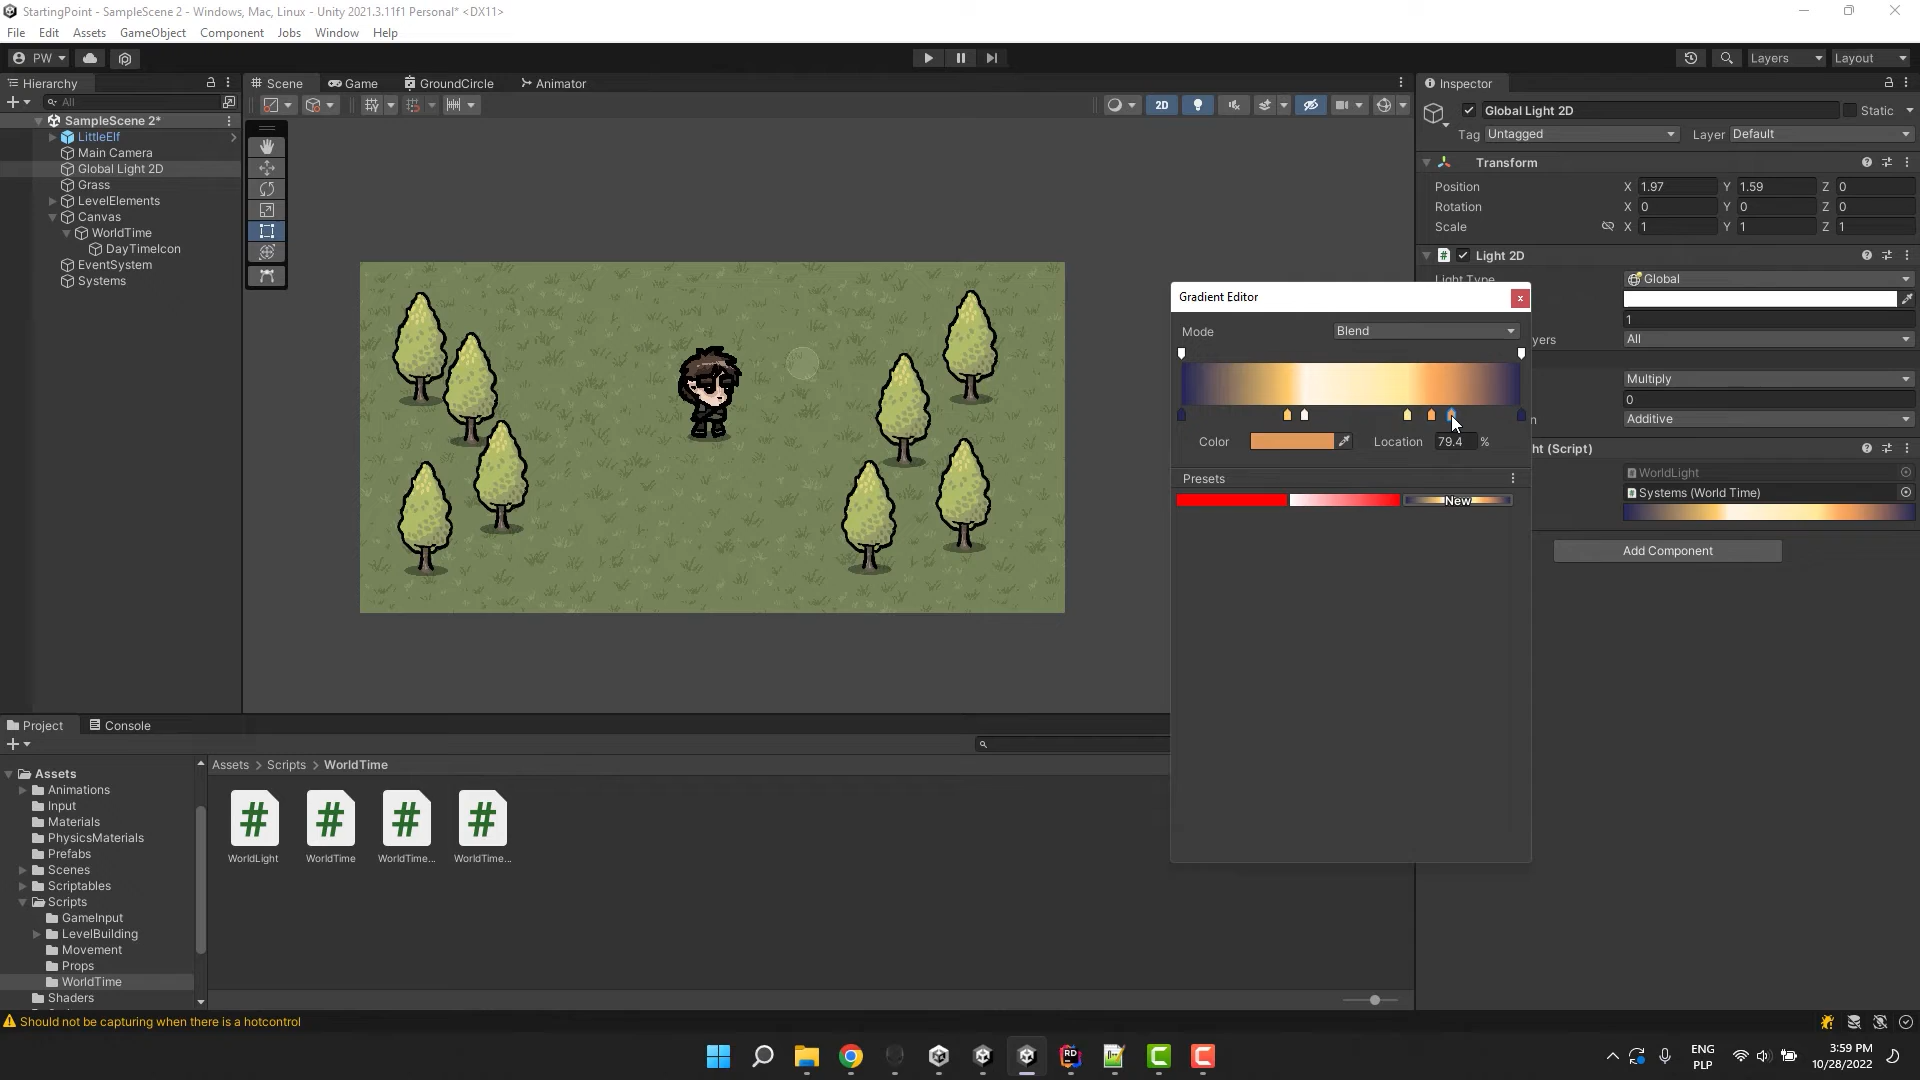 StartingPoint - SampleScene 2 - Windows, Mac, Linux - Unity 2021.3.11f1 Personal* <DX11>
File Edit Assets GameObject Component Jobs Window Help
PW
Layers Layout
Hierarchy
Scene Game GroundCircle Animator
Inspector
All
2D
Global Light 2D Static
SampleScene 2*
Tag Untagged Layer Default
LittleElf
Main Camera
Transform
Global Light 2D
Position X 1.97 Y 1.59 Z 0
Grass
Rotation X 0 Y 0 Z 0
LevelElements
Scale X 1 Y 1 Z 1
Canvas
WorldTime
DayTimeIcon
Light 2D
EventSystem
Light Type Global
Systems
Gradient Editor x
1
Mode Blend
yers All
Multiply
0
n Additive
Color Location 79.4 %
ht (Script)
WorldLight
Presets
Systems (World Time)
New
Add Component
Project Console
Assets
Assets > Scripts > WorldTime
Animations
Input
Materials
PhysicsMaterials
Prefabs
WorldLight WorldTime WorldTime... WorldTime...
Scenes
Scriptables
Scripts
GameInput
LevelBuilding
Movement
Props
WorldTime
Shaders
Should not be capturing when there is a hotcontrol
RD
ENG
PLP
3:59 PM
10/28/2022